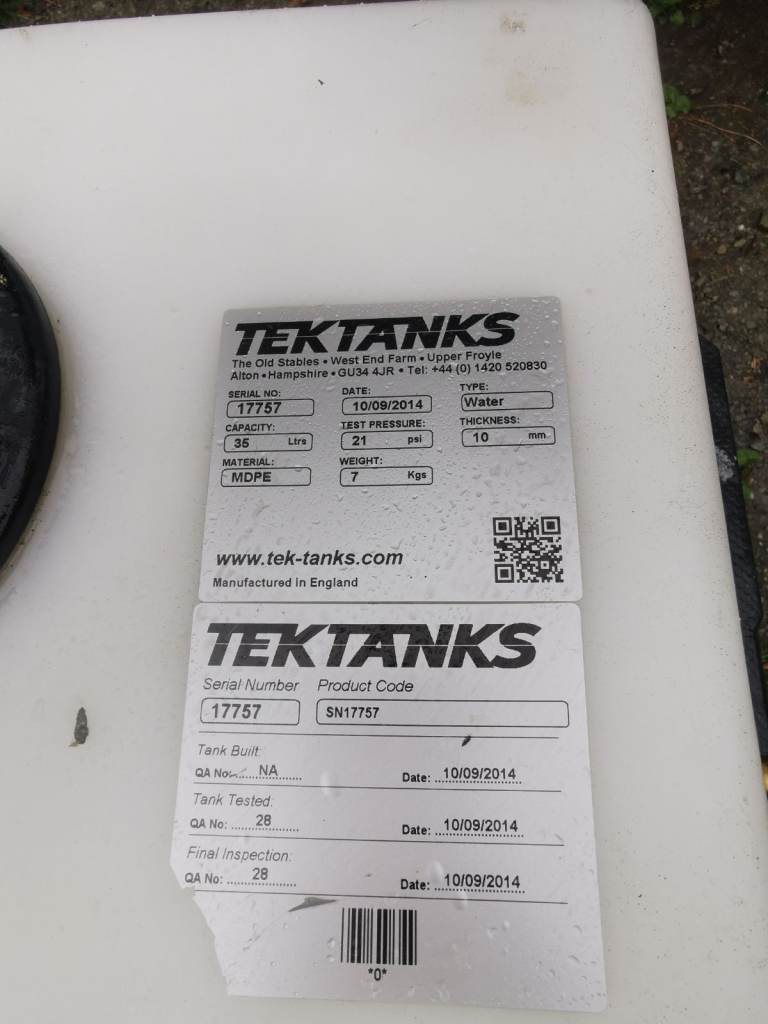 TEKTANKS
The Old Stables • West End Farm • Upper Froyle
Alton • Hampshire • GU34 4JR • Tel: +44 (0) 1420 520830
SERIAL NO: DATE: TYPE:
17757 10/09/2014 Water
CAPACITY: TEST PRESSURE: THICKNESS:
35 Ltrs 21 psi 10 mm
MATERIAL: WEIGHT:
MDPE 7 Kgs
www.tek-tanks.com
Manufactured in England
TEKTANKS
Serial Number Product Code
17757 SN17757
Tank Built:
QA No: NA Date: 10/09/2014
Tank Tested:
QA No: 28 Date: 10/09/2014
Final Inspection:
QA No: 28 Date: 10/09/2014
*0*